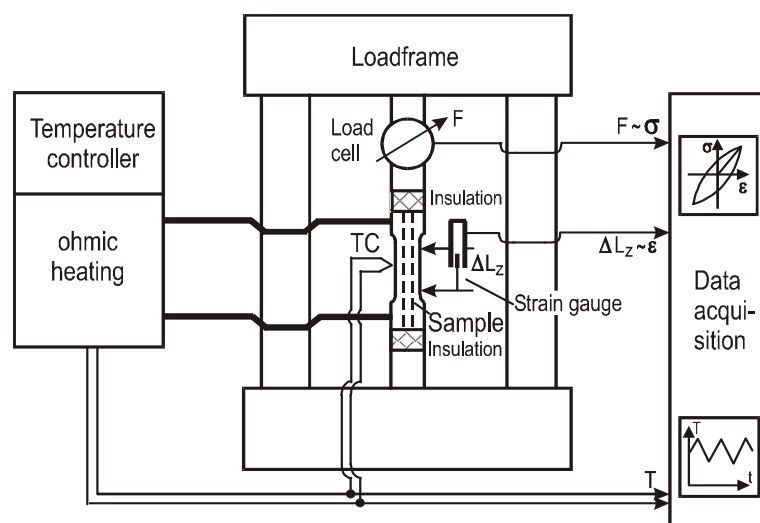 Loadframe
Temperature
controller
Load
cell
F
F~σ
σ
ε
Insulation
ohmic
heating
TC
ΔLz
ΔLz~ε
Strain gauge
Data
acqui-
sition
Sample
Insulation
T
t
T